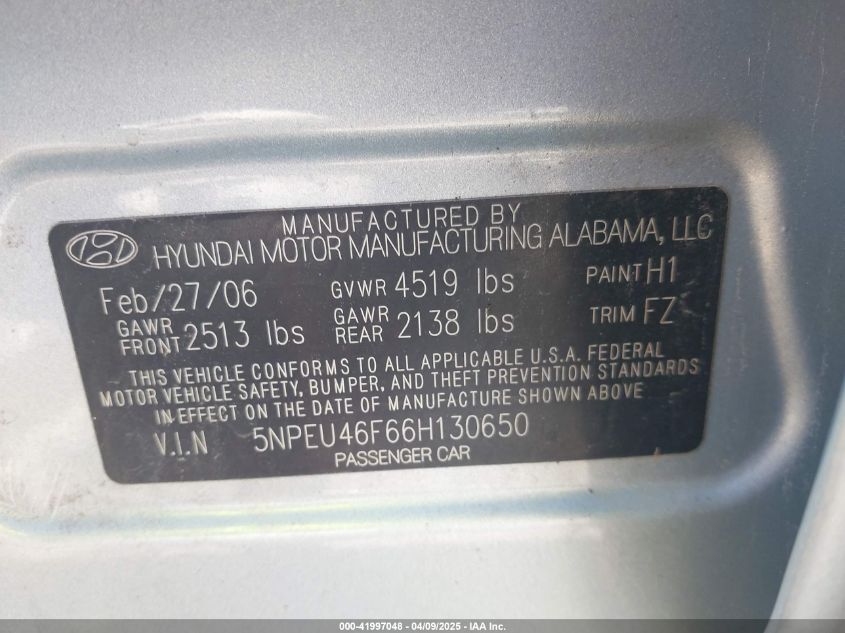 MANUFACTURED BY
HYUNDAI MOTOR MANUFACTURING ALABAMA, LLC
Feb/27/06 GVWR 4519 lbs PAINT H1
GAWR FRONT 2513 lbs GAWR REAR 2138 lbs TRIM FZ
THIS VEHICLE CONFORMS TO ALL APPLICABLE U.S.A. FEDERAL
MOTOR VEHICLE SAFETY, BUMPER, AND THEFT PREVENTION STANDARDS
IN EFFECT ON THE DATE OF MANUFACTURE SHOWN ABOVE
V.I.N 5NPEU46F66H130650
PASSENGER CAR
000-41997048 - 04/09/2025 - IAA Inc.